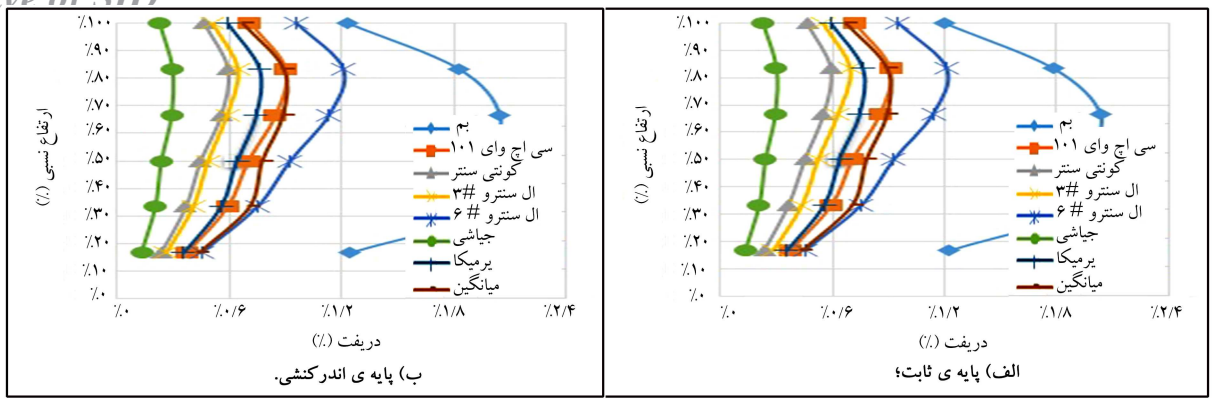 ٪۱۰۰
٪۹۰
٪۸۰
٪۷۰
٪۶۰
٪۵۰
٪۴۰
٪۳۰
٪۲۰
٪۱۰
٪۰
ارتفاع نسبی (٪)
بم
سی اچ وای ۱۰۱
کونتی سنتر
ال سنترو #۳
ال سنترو # ۶
جیاشی
یرمیکا
میانگین
٪۰ ٪۰/۶ ٪۱/۲ ٪۱/۸ ٪۲/۴
دریفت (٪)
الف) پایه ی ثابت؛
٪۱۰۰
٪۹۰
٪۸۰
٪۷۰
٪۶۰
٪۵۰
٪۴۰
٪۳۰
٪۲۰
٪۱۰
٪۰
ارتفاع نسبی (٪)
بم
سی اچ وای ۱۰۱
کونتی سنتر
ال سنترو #۳
ال سنترو # ۶
جیاشی
یرمیکا
میانگین
٪۰ ٪۰/۶ ٪۱/۲ ٪۱/۸ ٪۲/۴
دریفت (٪)
ب) پایه ی اندرکنشی.